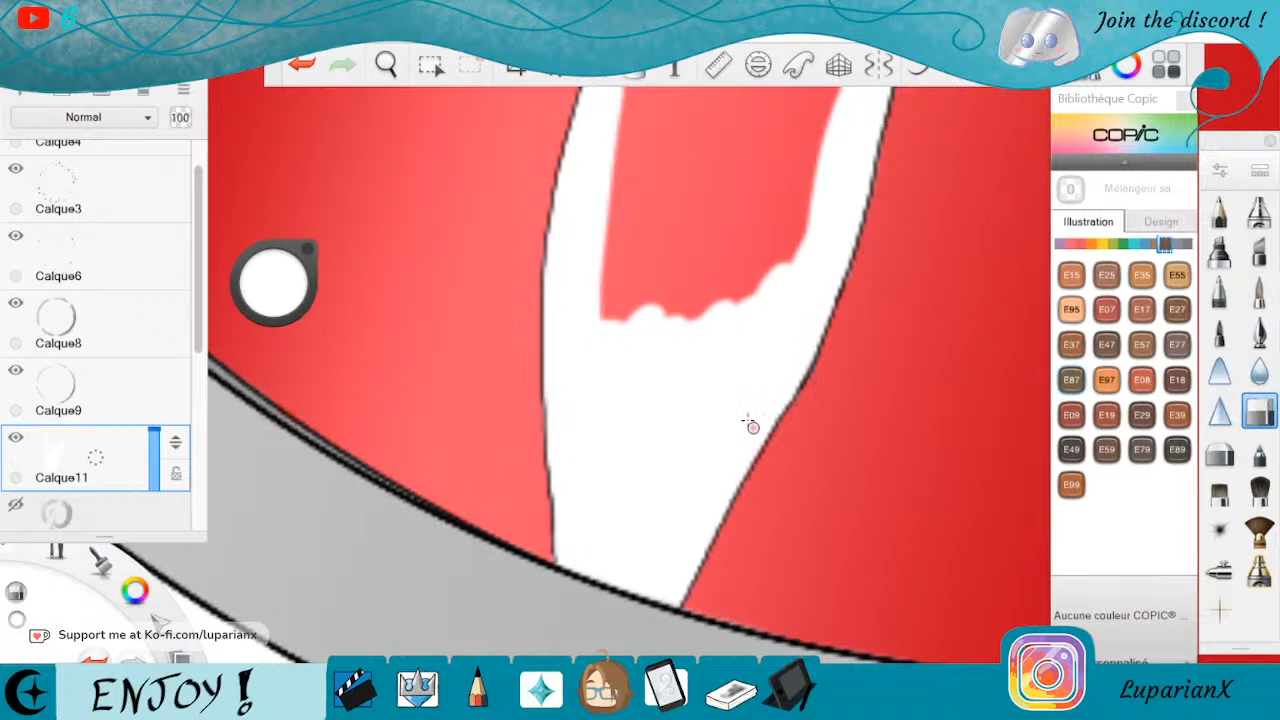 6
Join the discord !
Normal
100
Calque4
Calque3
Calque6
Calque8
Calque9
Calque11
Bibliothèque Copic
COPIC
0
Mélangeur sa ...
Illustration
Design
E15 E25 E35 E55
E95 E07 E17 E27
E37 E47 E57 E77
E87 E97 E08 E18
E09 E19 E29 E39
E49 E59 E79 E89
E99
Aucune couleur COPIC® ...
Support me at Ko-fi.com/luparianx
ENJOY !
LuparianX